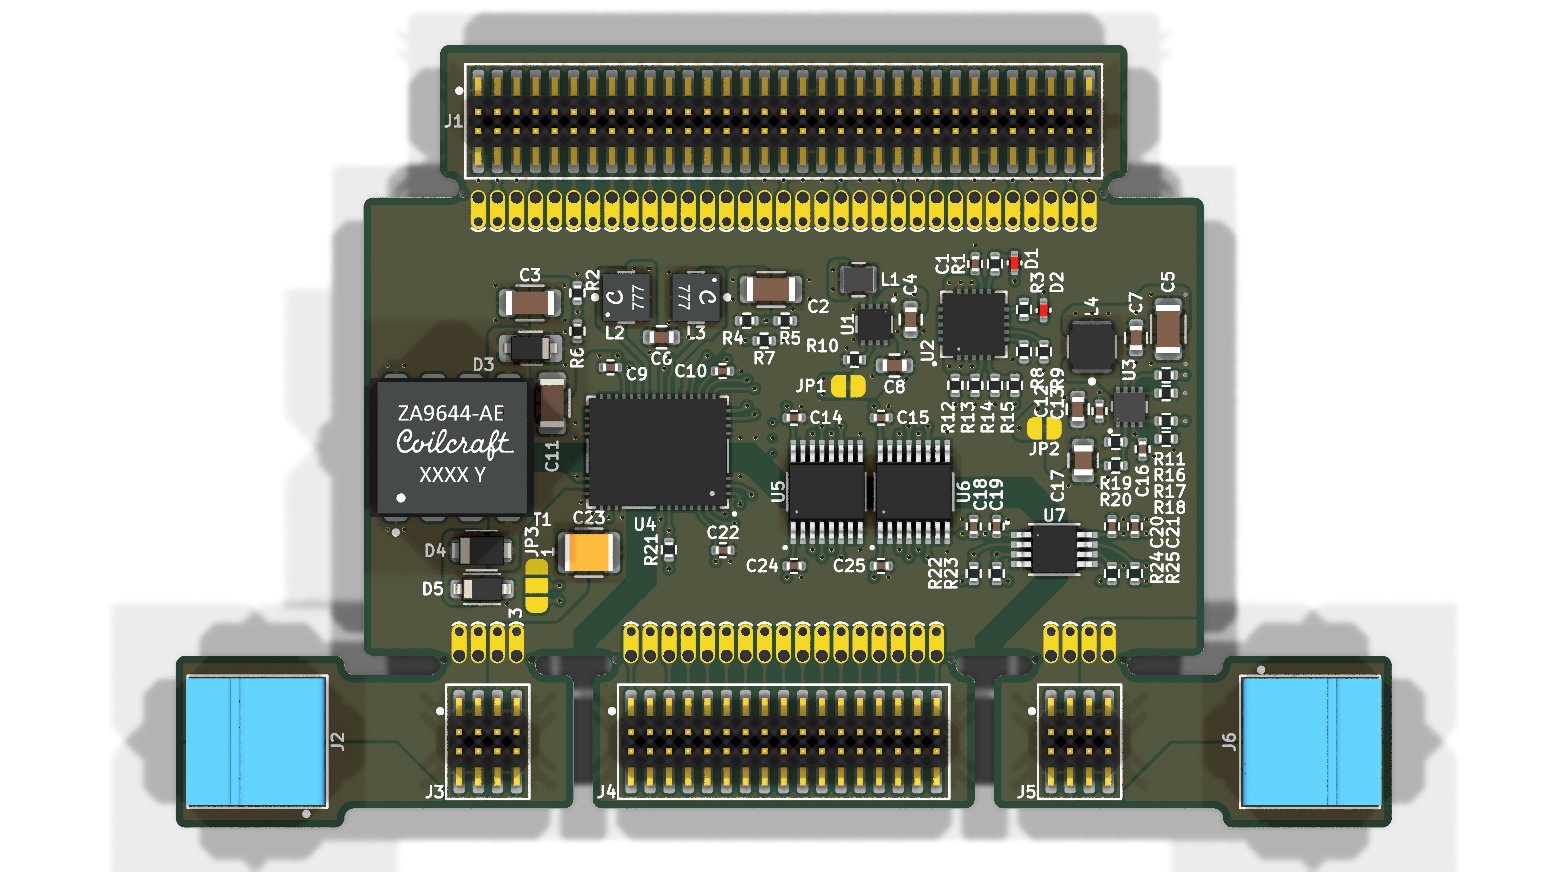 J1
C3
R2
C
777
777
C
L2
L3
C6
C2
R4
R5
R7
R6
D3
C9
C10
L1
C4
U1
R10
JP1
C8
C1
R1
D1
R3
D2
U2
L4
C7
C5
U3
R8
R9
R12
R13
R14
R15
C12
C13
JP2
ZA9644-AE
Coilcraft
XXXX Y
C11
T1
C23
U4
C14
C15
U5
U6
C18
C19
C17
R19
R20
C16
R11
R16
R17
R18
U7
D4
D5
JP3
1
3
R21
C22
C24
C25
R22
R23
C20
C21
R24
R25
J2
J3
J4
J5
J6